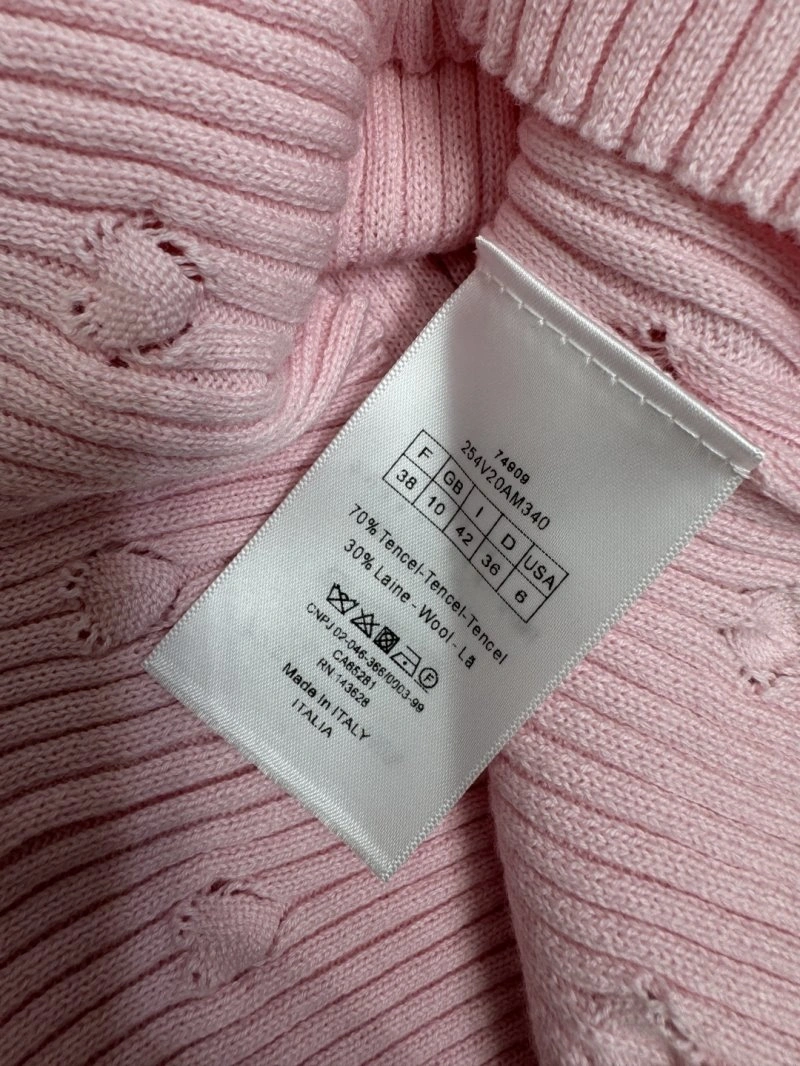 74909
254V20AM340
F GB I D USA
38 10 42 36 6
70% Tencel-Tencel-Tencel
30% Laine - Wool - Lã
F
CNPJ 02-046-366/0003-99
CA65281
RN 143628
Made in ITALY
ITALIA